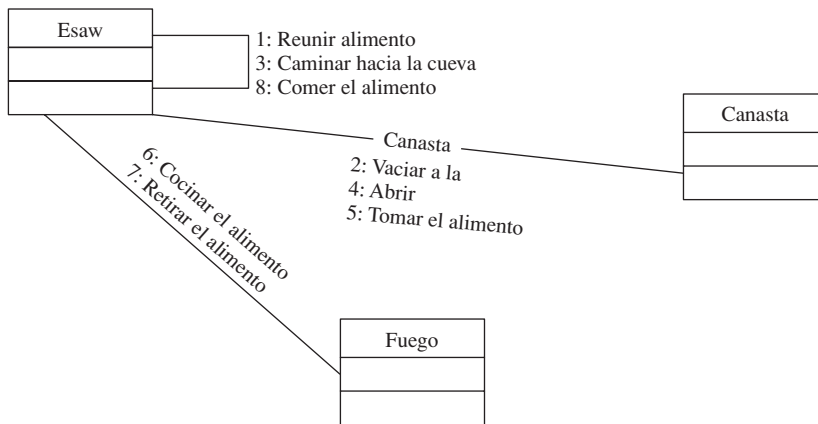 Esaw
1: Reunir alimento
3: Caminar hacia la cueva
8: Comer el alimento
Canasta
Canasta
2: Vaciar a la
4: Abrir
5: Tomar el alimento
6: Cocinar el alimento
7: Retirar el alimento
Fuego